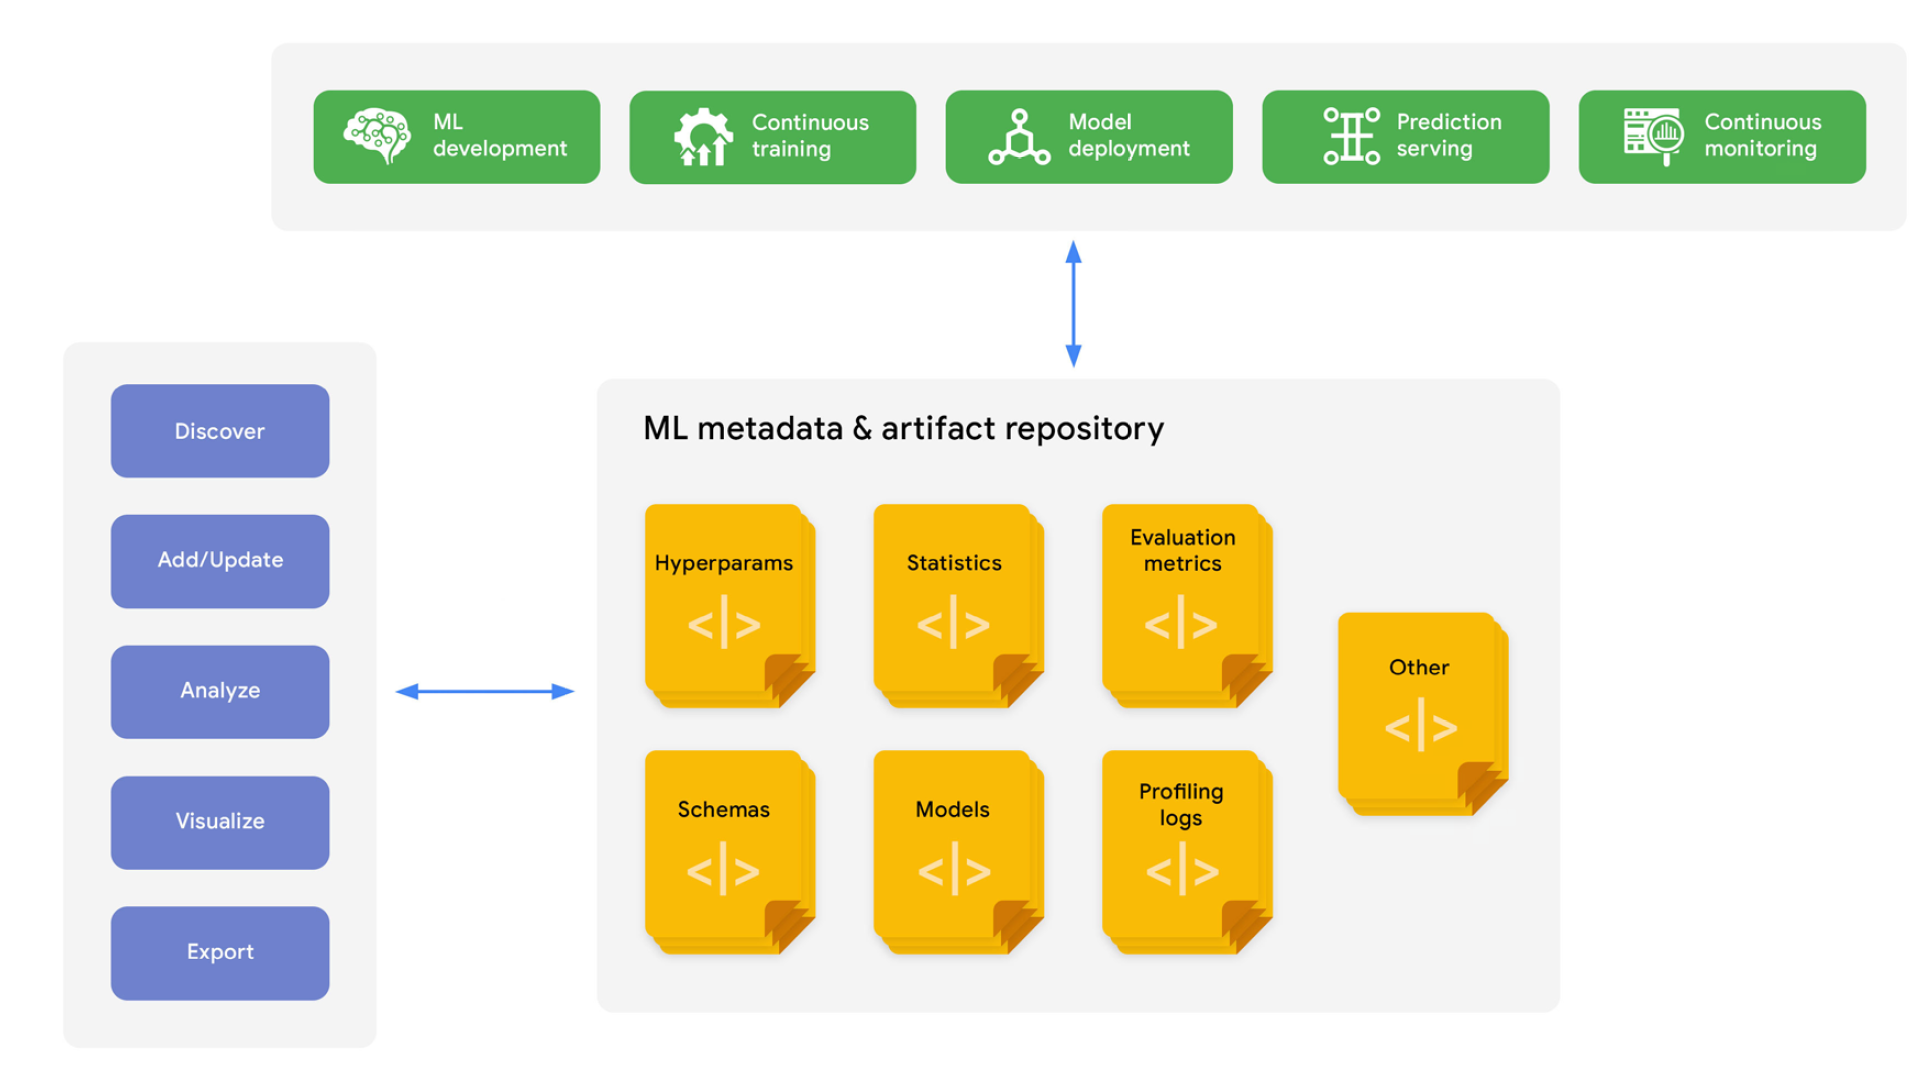 ML
development
Continuous
training
Model
deployment
Prediction
serving
Continuous
monitoring
Discover
Add/Update
Analyze
Visualize
Export
ML metadata & artifact repository
Hyperparams
</>
Statistics
</>
Evaluation
metrics
</>
Schemas
</>
Models
</>
Profiling
logs
</>
Other
</>